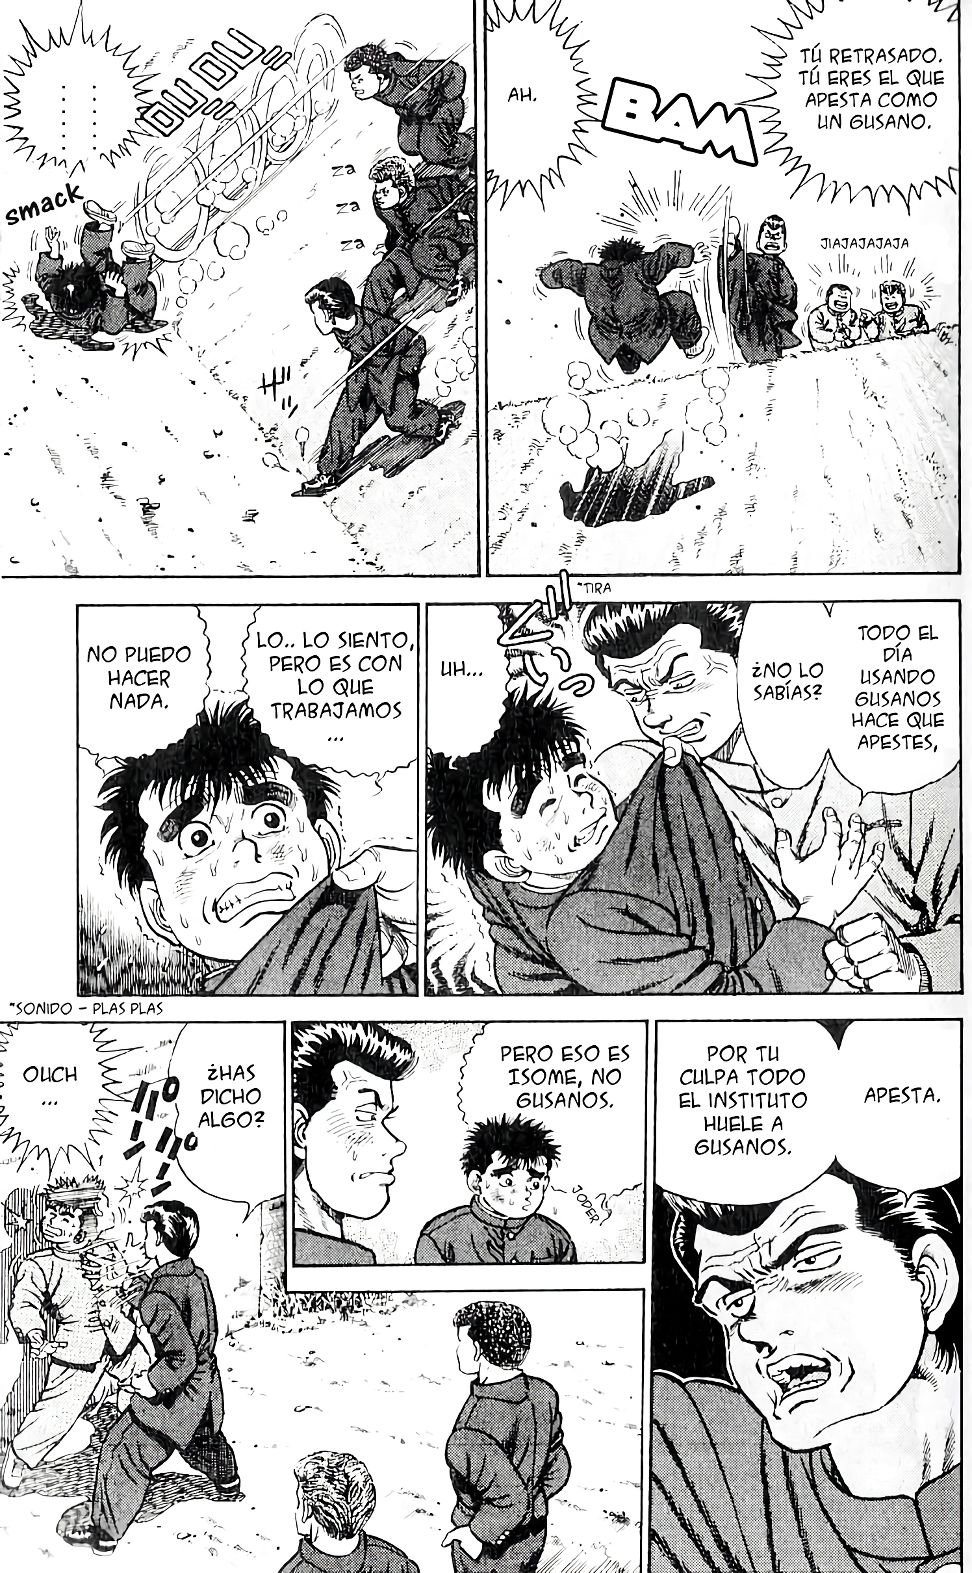 TÚ RETRASADO.
TÚ ERES EL QUE
APESTA COMO
UN GUSANO.
BAM
AH.
JIAJAJAJAJA
smack
ZA
ZA
ZA
*TIRA
TODO EL
DÍA
USANDO
GUSANOS
HACE QUE
APESTES,
¿NO LO
SABÍAS?
UH...
LO.. LO SIENTO,
PERO ES CON
LO QUE
TRABAJAMOS
...
NO PUEDO
HACER
NADA.
*SONIDO - PLAS PLAS
APESTA.
POR TU
CULPA TODO
EL INSTITUTO
HUELE A
GUSANOS.
PERO ESO ES
ISOME, NO
GUSANOS.
JODER
¿HAS
DICHO
ALGO?
OUCH
...